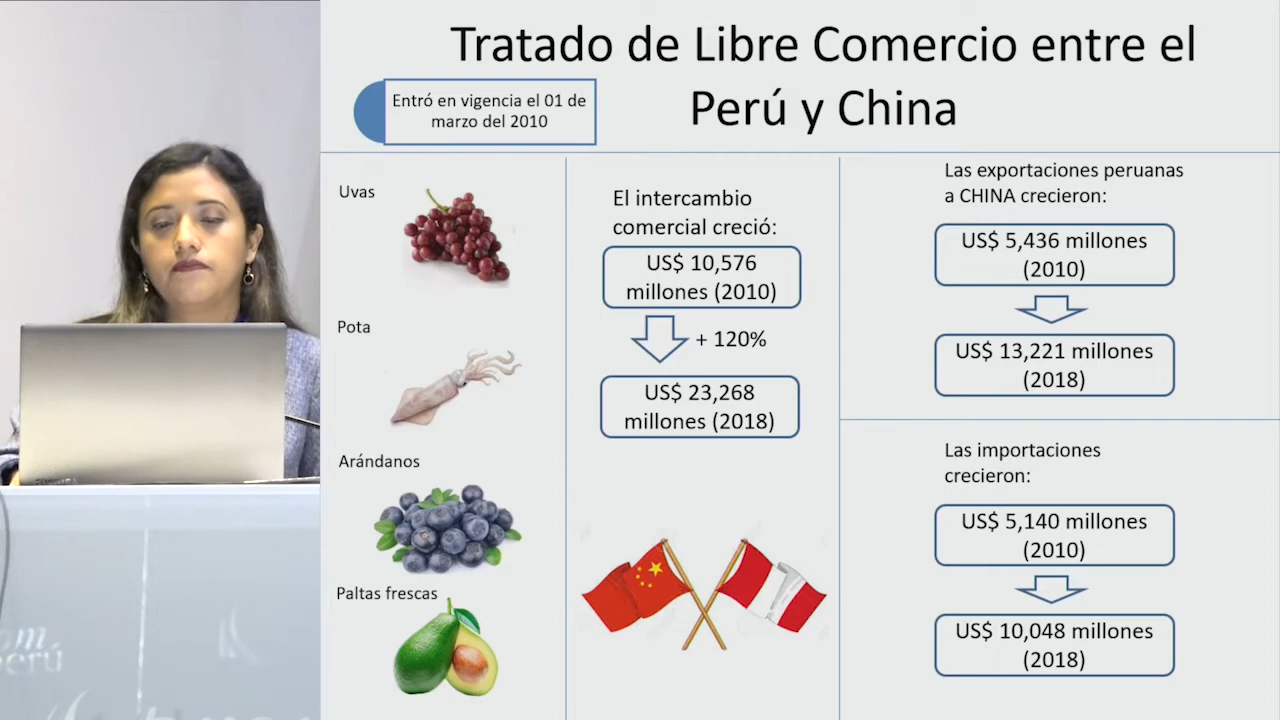 Tratado de Libre Comercio entre el
Perú y China
Entró en vigencia el 01 de
marzo del 2010
Uvas
Pota
Arándanos
Paltas frescas
El intercambio
comercial creció:
US$ 10,576
millones (2010)
+ 120%
US$ 23,268
millones (2018)
Las exportaciones peruanas
a CHINA crecieron:
US$ 5,436 millones
(2010)
US$ 13,221 millones
(2018)
Las importaciones
crecieron:
US$ 5,140 millones
(2010)
US$ 10,048 millones
(2018)